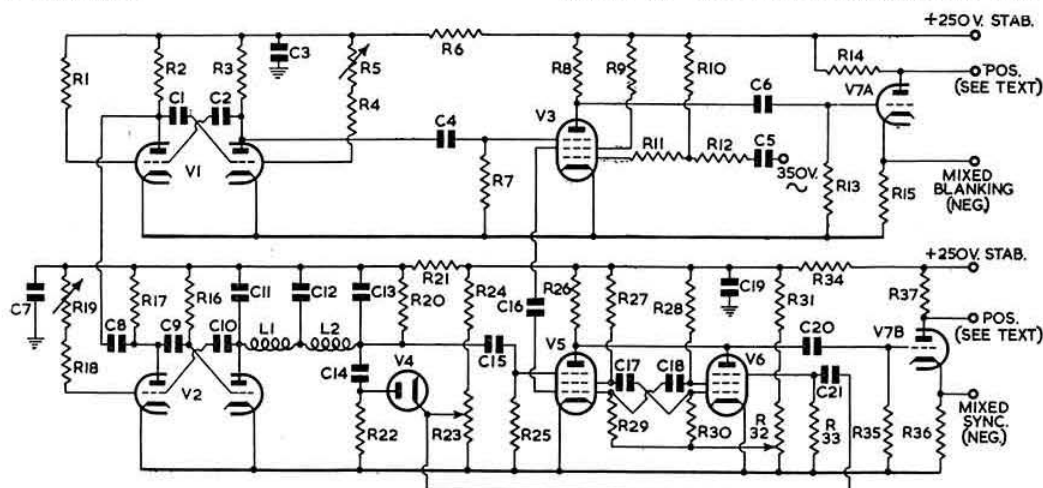 +250V. STAB.
R1
R2
R3
C3
R5
R4
R6
R8
R9
R10
R14
POS.
(SEE TEXT)
C1
C2
C4
V3
C6
V7A
V1
R7
R11
R12
C5
350V.
R13
R15
MIXED
BLANKING
(NEG.)
+250V. STAB.
C7
R19
R18
R17
R16
C11
C12
C13
R21
R20
R24
C16
R26
R27
R28
C19
R31
R34
R37
POS.
(SEE TEXT)
C8
C9
C10
L1
L2
C14
V4
C15
V5
C17
C18
V6
C20
V7B
C21
V2
R22
R23
R25
R29
R30
R
32
R
33
R35
R36
MIXED
SYNC.
(NEG.)